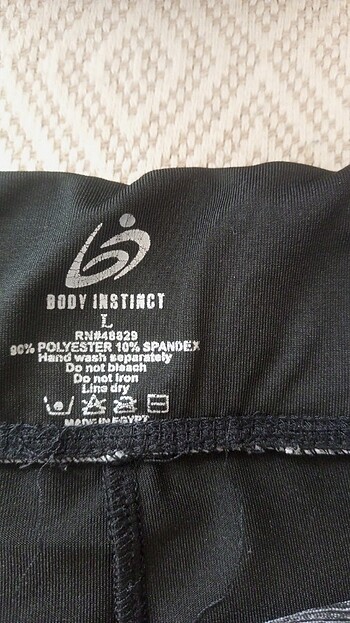 BODY INSTINCT
L
RN#48829
90% POLYESTER 10% SPANDEX
Hand wash separately
Do not bleach
Do not iron
Line dry
MADE IN EGYPT